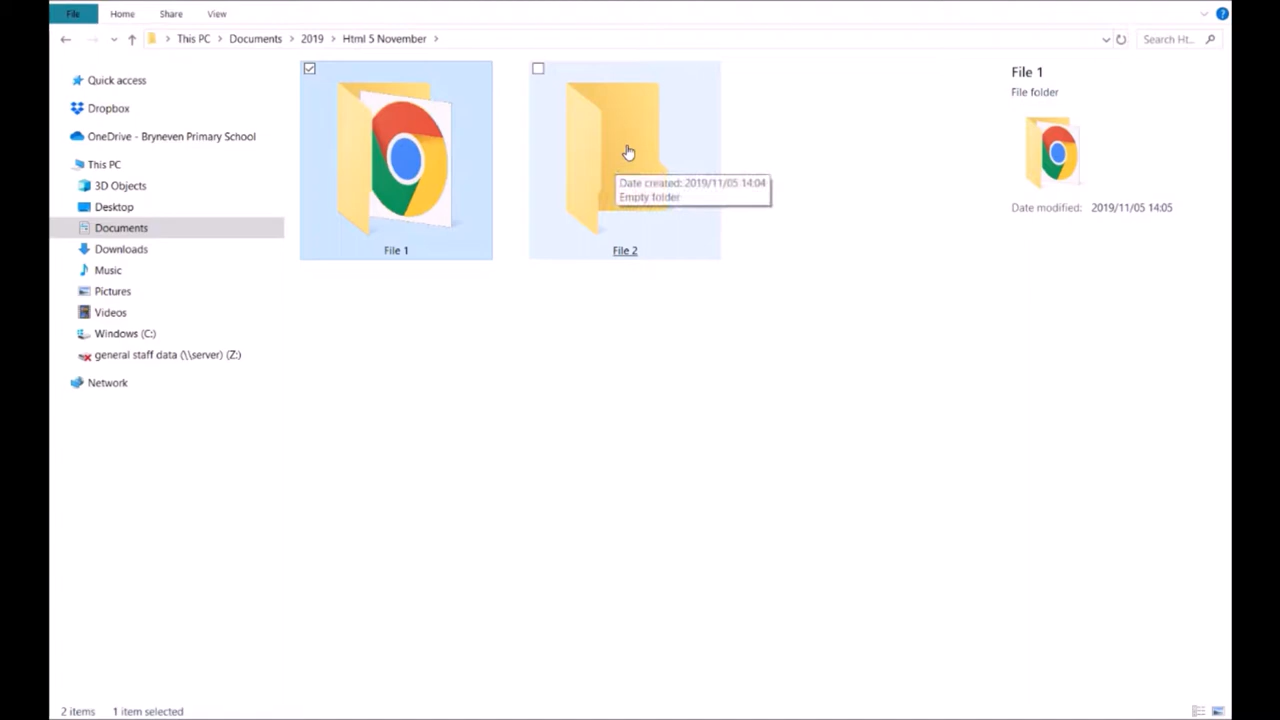 File Home Share View
This PC Documents 2019 Html 5 November Search Ht...
Quick access
Dropbox
OneDrive - Bryneven Primary School
This PC
3D Objects
Desktop
Documents
Downloads
Music
Pictures
Videos
Windows (C:)
general staff data (\\server) (Z:)
Network
File 1
Date created: 2019/11/05 14:04
Empty folder
File 2
File 1
File folder
Date modified: 2019/11/05 14:05
2 items 1 item selected